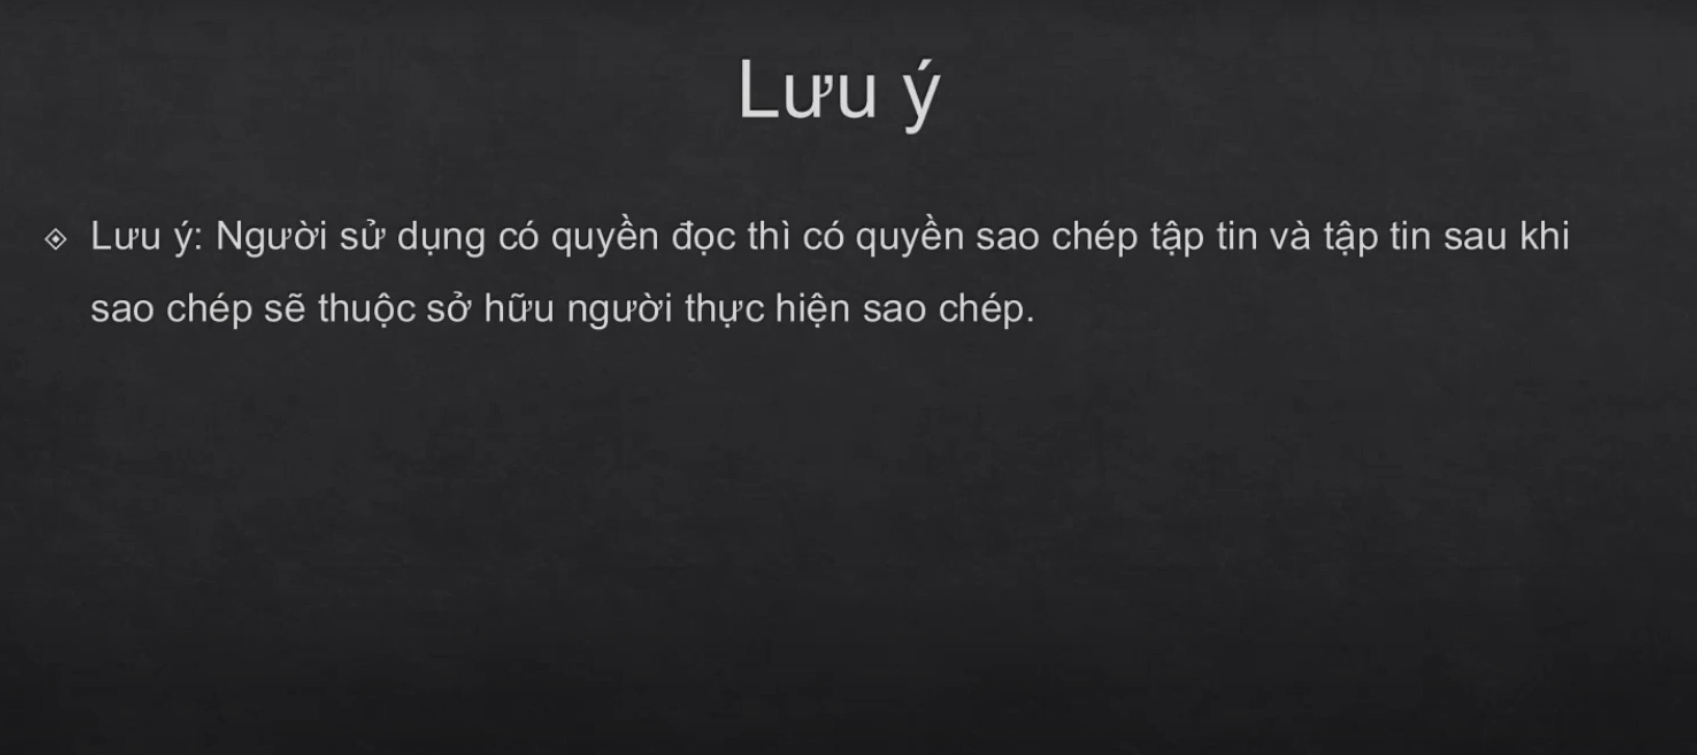 Lưu ý
Lưu ý: Người sử dụng có quyền đọc thì có quyền sao chép tập tin và tập tin sau khi
sao chép sẽ thuộc sở hữu người thực hiện sao chép.